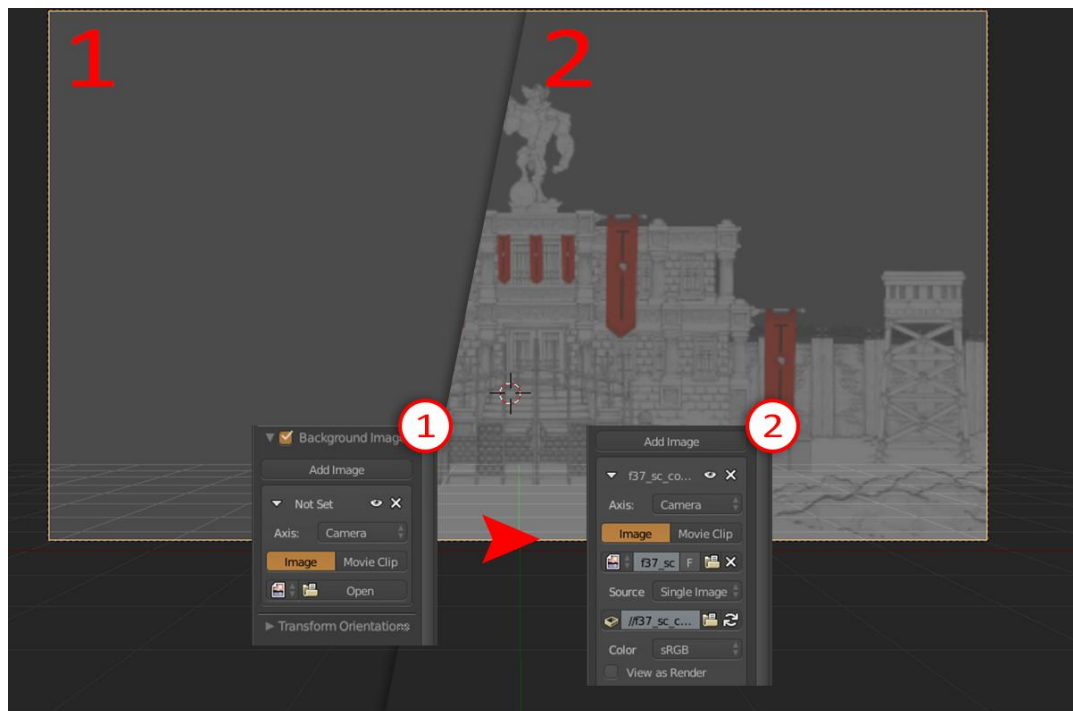 1
2
1
Background Imag
Add Image
Not Set
Axis: Camera
Image Movie Clip
Open
Transform Orientations
2
Add Image
f37_sc_co...
Axis: Camera
Image Movie Clip
f37_sc F
Source Single Image
//f37_sc_c...
Color sRGB
View as Render